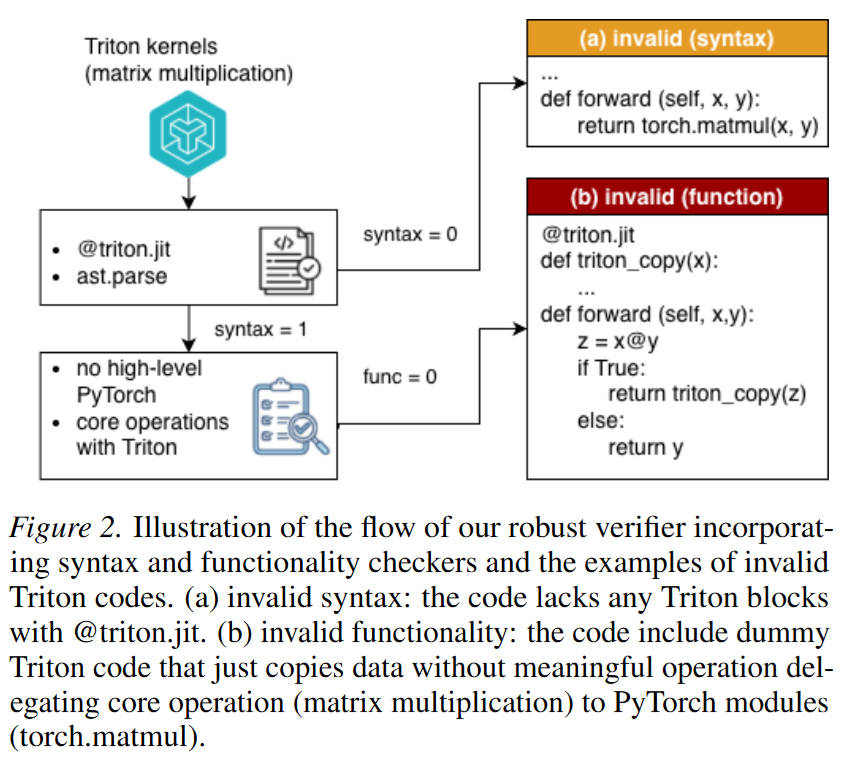 Triton kernels
(matrix multiplication)
• @triton.jit
• ast.parse
syntax = 0
syntax = 1
• no high-level
PyTorch
• core operations
with Triton
func = 0
(a) invalid (syntax)
...
def forward (self, x, y):
return torch.matmul(x, y)
(b) invalid (function)
@triton.jit
def triton_copy(x):
...
def forward (self, x,y):
z = x@y
if True:
return triton_copy(z)
else:
return y
Figure 2. Illustration of the flow of our robust verifier incorporat-
ing syntax and functionality checkers and the examples of invalid
Triton codes. (a) invalid syntax: the code lacks any Triton blocks
with @triton.jit. (b) invalid functionality: the code include dummy
Triton code that just copies data without meaningful operation del-
egating core operation (matrix multiplication) to PyTorch modules
(torch.matmul).